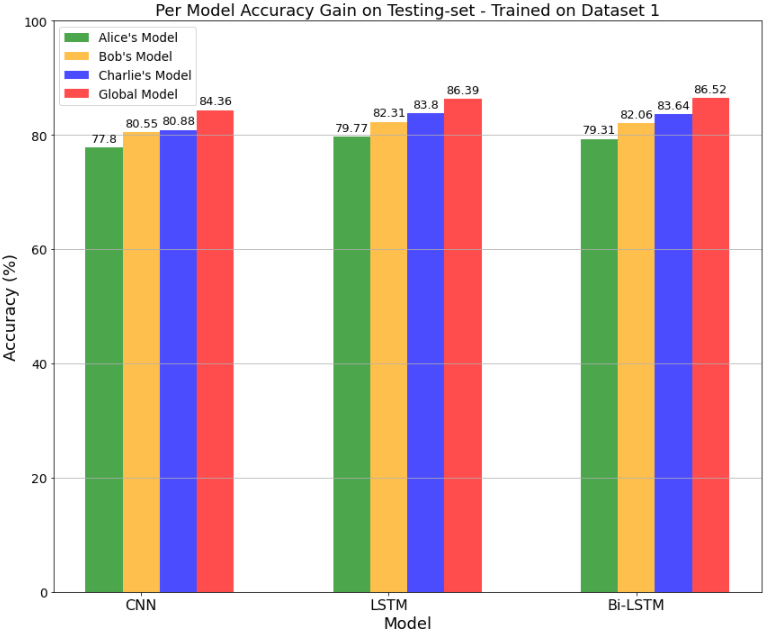 Per Model Accuracy Gain on Testing-set - Trained on Dataset 1
Alice's Model
Bob's Model
Charlie's Model
Global Model
Accuracy (%)
100
80
60
40
20
0
77.8
80.55
80.88
84.36
79.77
82.31
83.8
86.39
79.31
82.06
83.64
86.52
CNN
LSTM
Bi-LSTM
Model